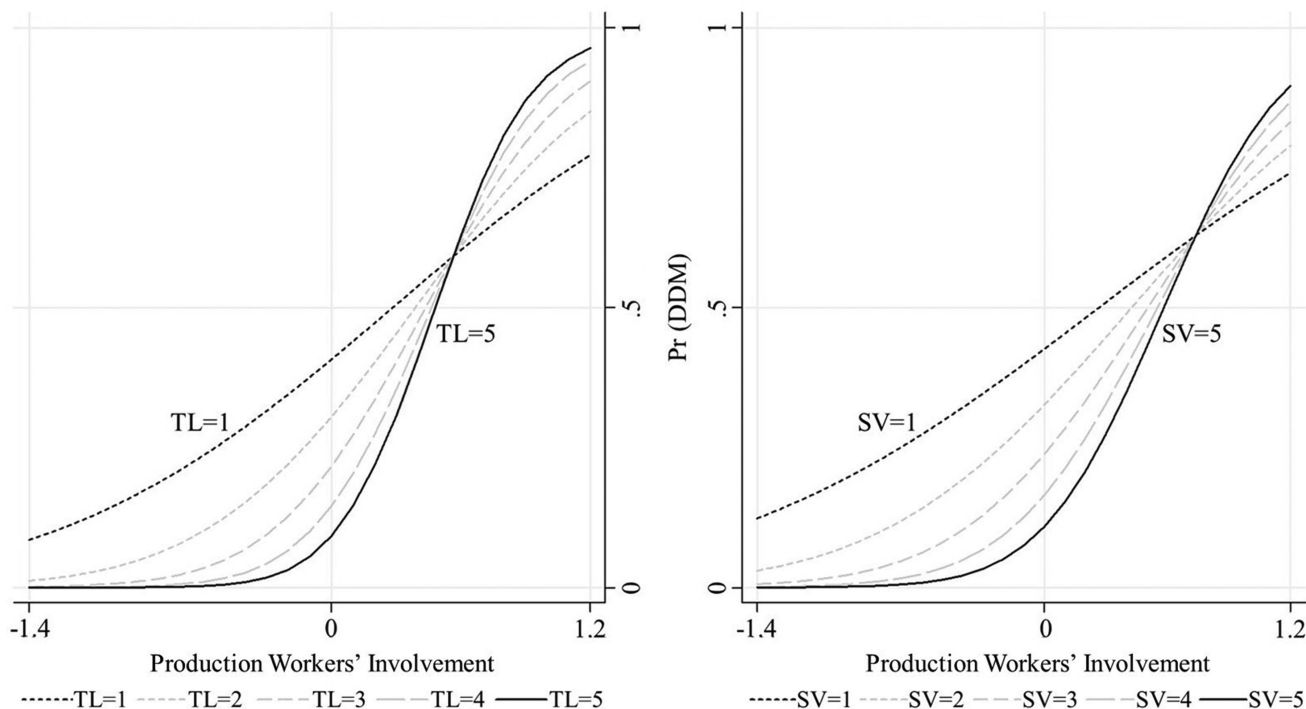 1
.5
0
TL=1
TL=5
-1.4 0 1.2
Production Workers’ Involvement
TL=1 TL=2 TL=3 TL=4 TL=5
Pr (DDM)
1
.5
0
SV=1
SV=5
-1.4 0 1.2
Production Workers’ Involvement
SV=1 SV=2 SV=3 SV=4 SV=5